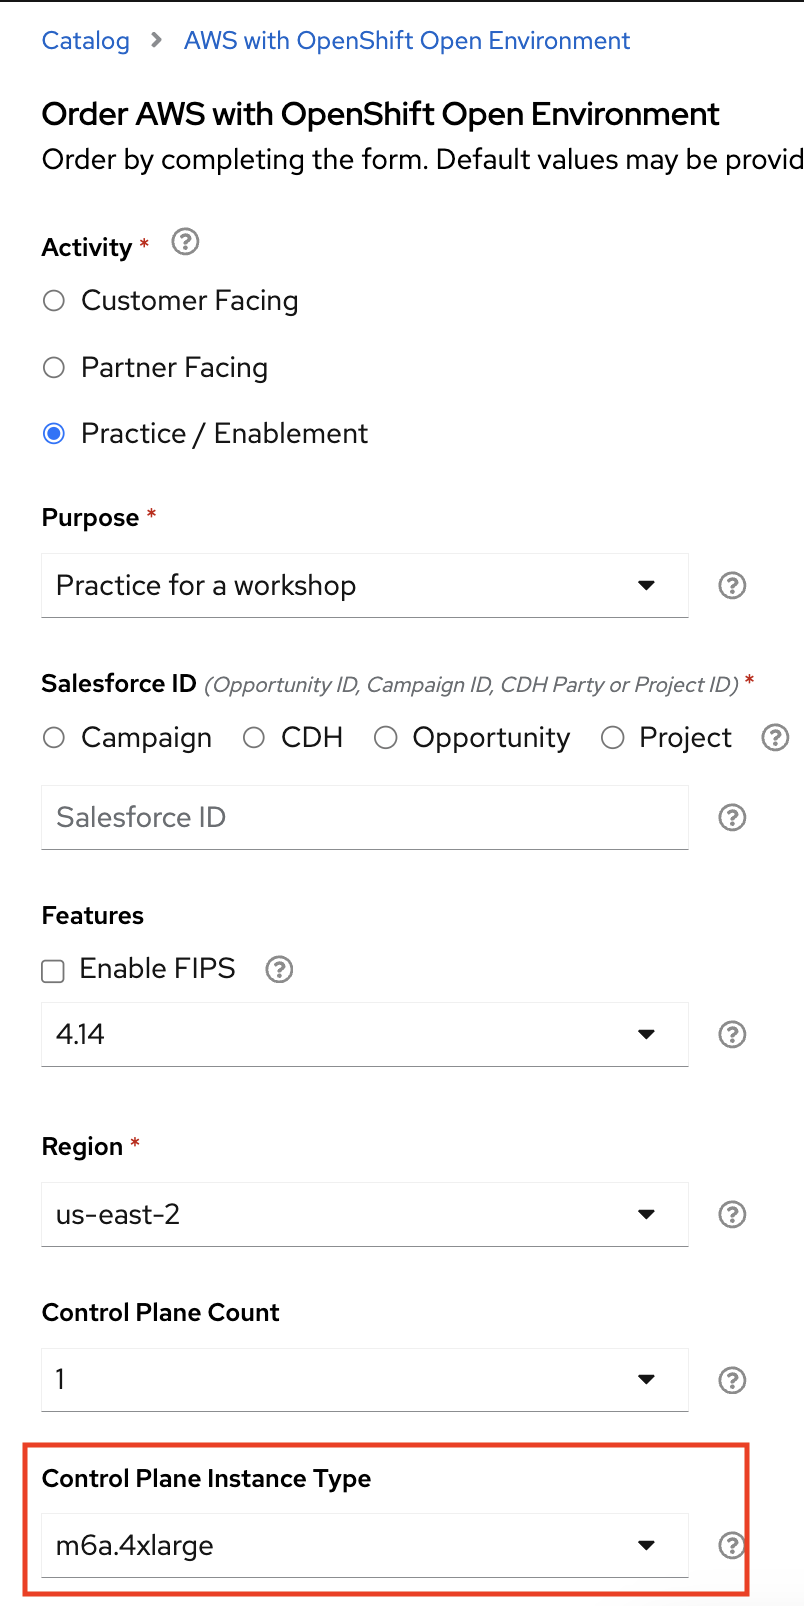 Catalog > AWS with OpenShift Open Environment
Order AWS with OpenShift Open Environment
Order by completing the form. Default values may be provid
Activity *
Customer Facing
Partner Facing
Practice / Enablement
Purpose *
Practice for a workshop
Salesforce ID (Opportunity ID, Campaign ID, CDH Party or Project ID) *
Campaign CDH Opportunity Project
Salesforce ID
Features
Enable FIPS
4.14
Region *
us-east-2
Control Plane Count
1
Control Plane Instance Type
m6a.4xlarge